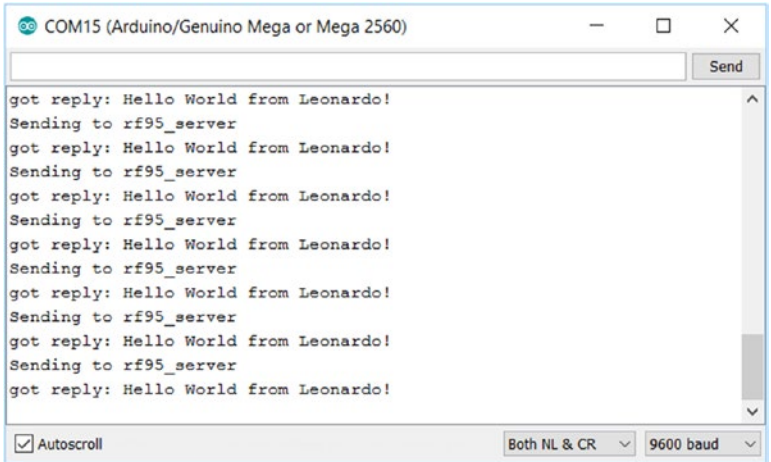 COM15 (Arduino/Genuino Mega or Mega 2560)
Send
got reply: Hello World from Leonardo!
Sending to rf95_server
got reply: Hello World from Leonardo!
Sending to rf95_server
got reply: Hello World from Leonardo!
Sending to rf95_server
got reply: Hello World from Leonardo!
Sending to rf95_server
got reply: Hello World from Leonardo!
Sending to rf95_server
got reply: Hello World from Leonardo!
Sending to rf95_server
got reply: Hello World from Leonardo!
Autoscroll
Both NL & CR
9600 baud